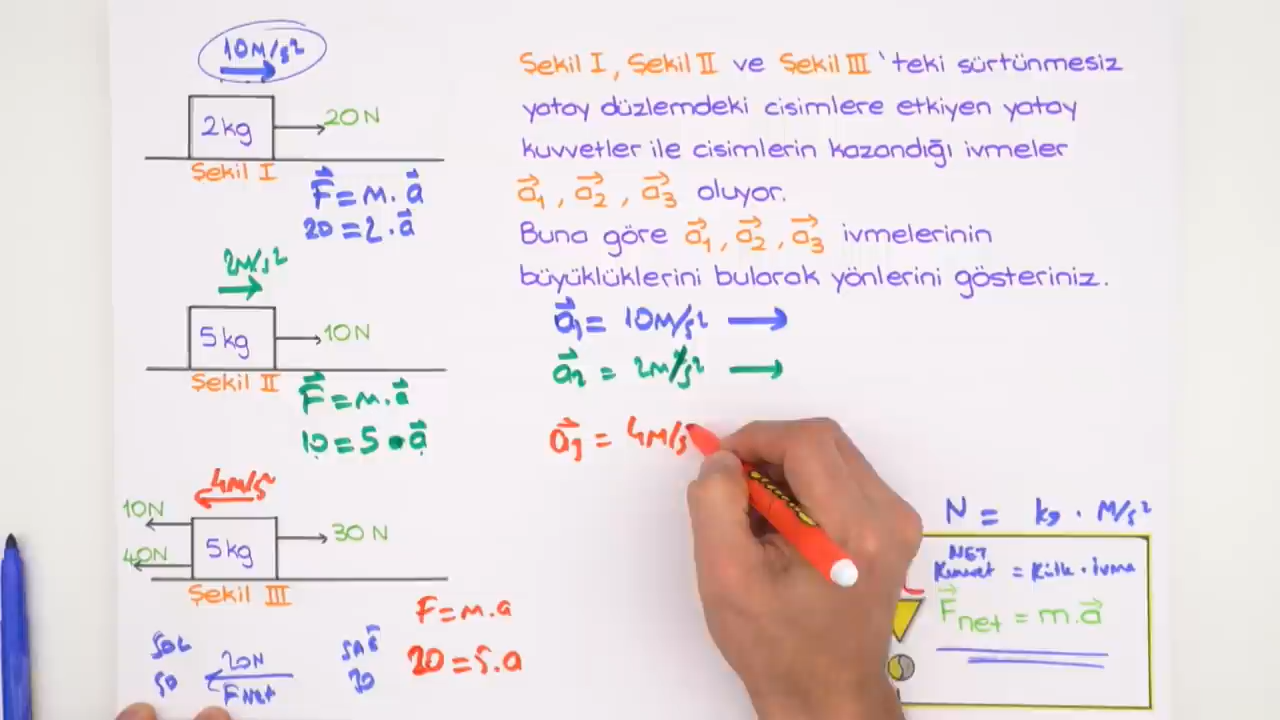 10M/s²
2kg
20N
Şekil I
F = m.a
20 = 2.a
2M/s²
5kg
10N
Şekil II
F = m.a
10 = 5.a
4M/s²
10N
40N
5kg
30N
Şekil III
F = m.a
20 = 5.a
SOL
50
20N
FNet
SAĞ
30
Şekil I, Şekil II ve Şekil III 'teki sürtünmesiz
yatay düzlemdeki cisimlere etkiyen yatay
kuvvetler ile cisimlerin kazandığı ivmeler
a₁, a₂, a₃ oluyor.
Buna göre a₁, a₂, a₃ ivmelerinin
büyüklüklerini bularak yönlerini gösteriniz.
a₁ = 10M/s²
a₂ = 2M/s²
a₃ = 4M/s
N = kg . M/s²
NET
Kuvvet = Kütle . ivme
Fnet = m.a